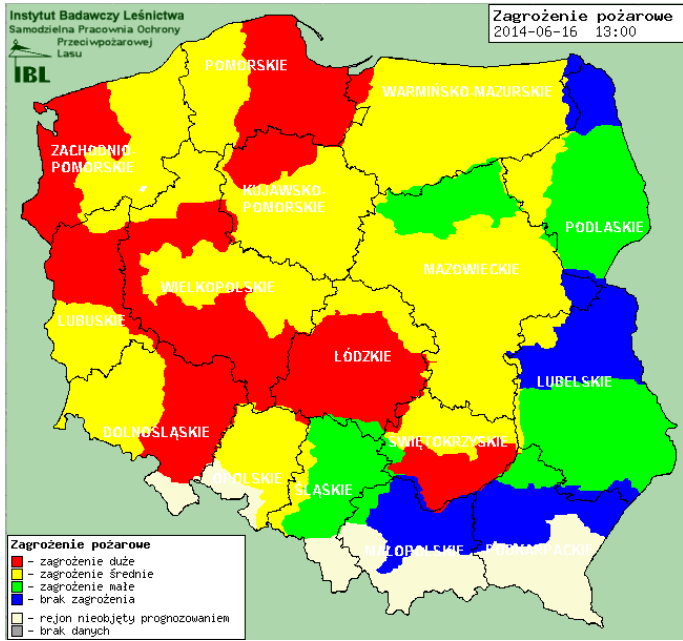 Instytut Badawczy Leśnictwa
Samodzielna Pracownia Ochrony
Przeciwpożarowej
Lasu
IBL
Zagrożenie pożarowe
2014-06-16 13:00
POMORSKIE
WARMIŃSKO-MAZURSKIE
ZACHODNIO-
POMORSKIE
KUJAWSKO-
POMORSKIE
PODLASKIE
MAZOWIECKIE
WIELKOPOLSKIE
LUBUSKIE
ŁÓDZKIE
LUBELSKIE
DOLNOŚLĄSKIE
ŚWIĘTOKRZYSKIE
OPOLSKIE
ŚLĄSKIE
MAŁOPOLSKIE
PODKARPACKIE
Zagrożenie pożarowe
- zagrożenie duże
- zagrożenie średnie
- zagrożenie małe
- brak zagrożenia
- rejon nieobjęty prognozowaniem
- brak danych